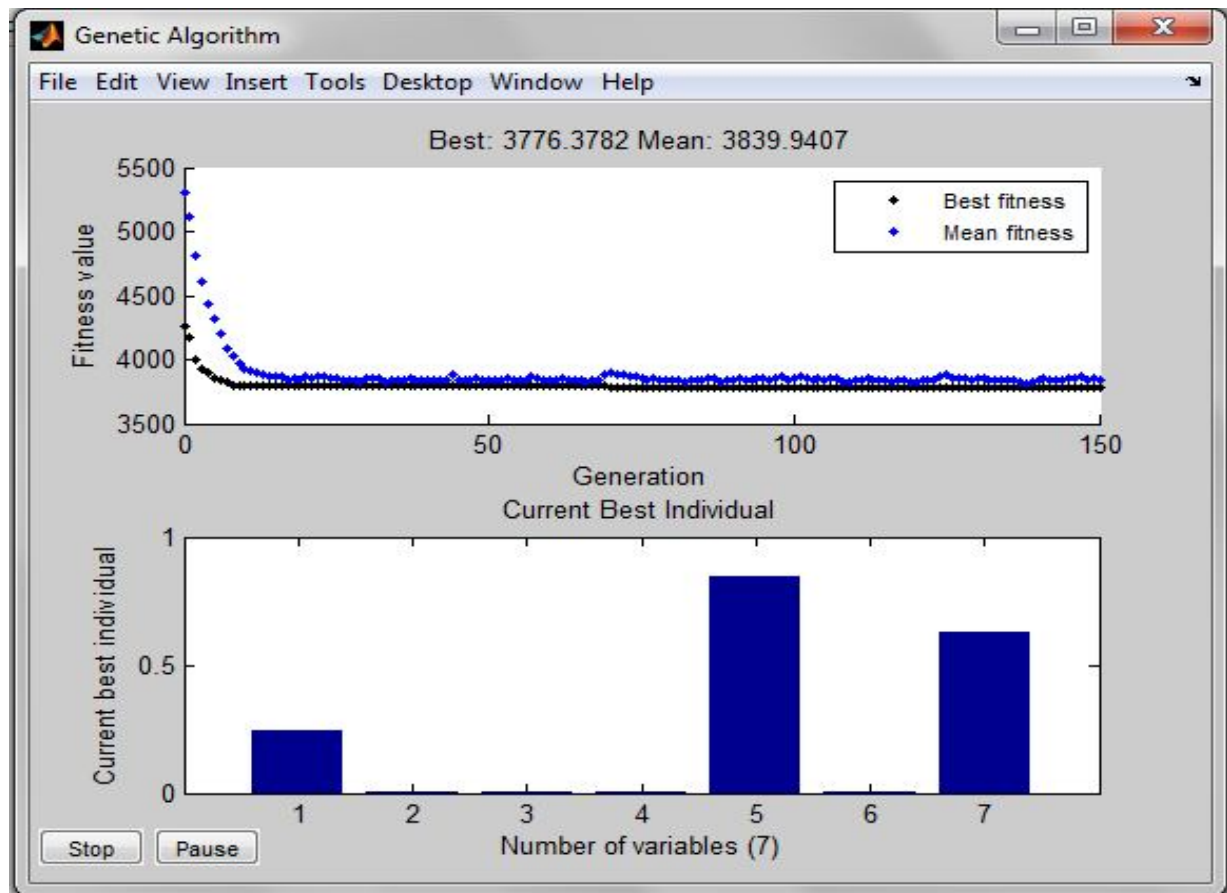 Genetic Algorithm
File Edit View Insert Tools Desktop Window Help
Best: 3776.3782 Mean: 3839.9407
5500
5000
4500
4000
3500
Fitness value
Best fitness
Mean fitness
0 50 100 150
Generation
Current Best Individual
1
0.5
0
Current best individual
1 2 3 4 5 6 7
Number of variables (7)
Stop Pause